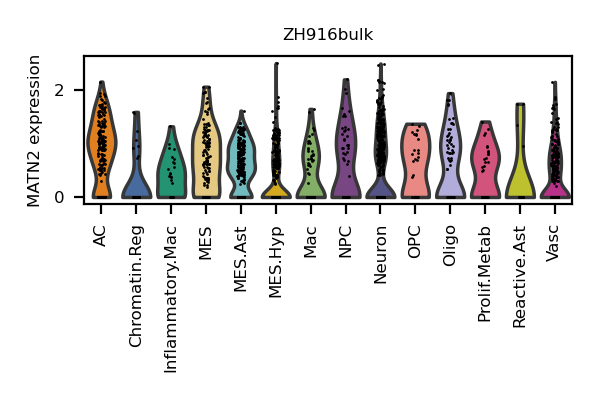 ZH916bulk
MATN2 expression
2
0
AC
Chromatin.Reg
Inflammatory.Mac
MES
MES.Ast
MES.Hyp
Mac
NPC
Neuron
OPC
Oligo
Prolif.Metab
Reactive.Ast
Vasc